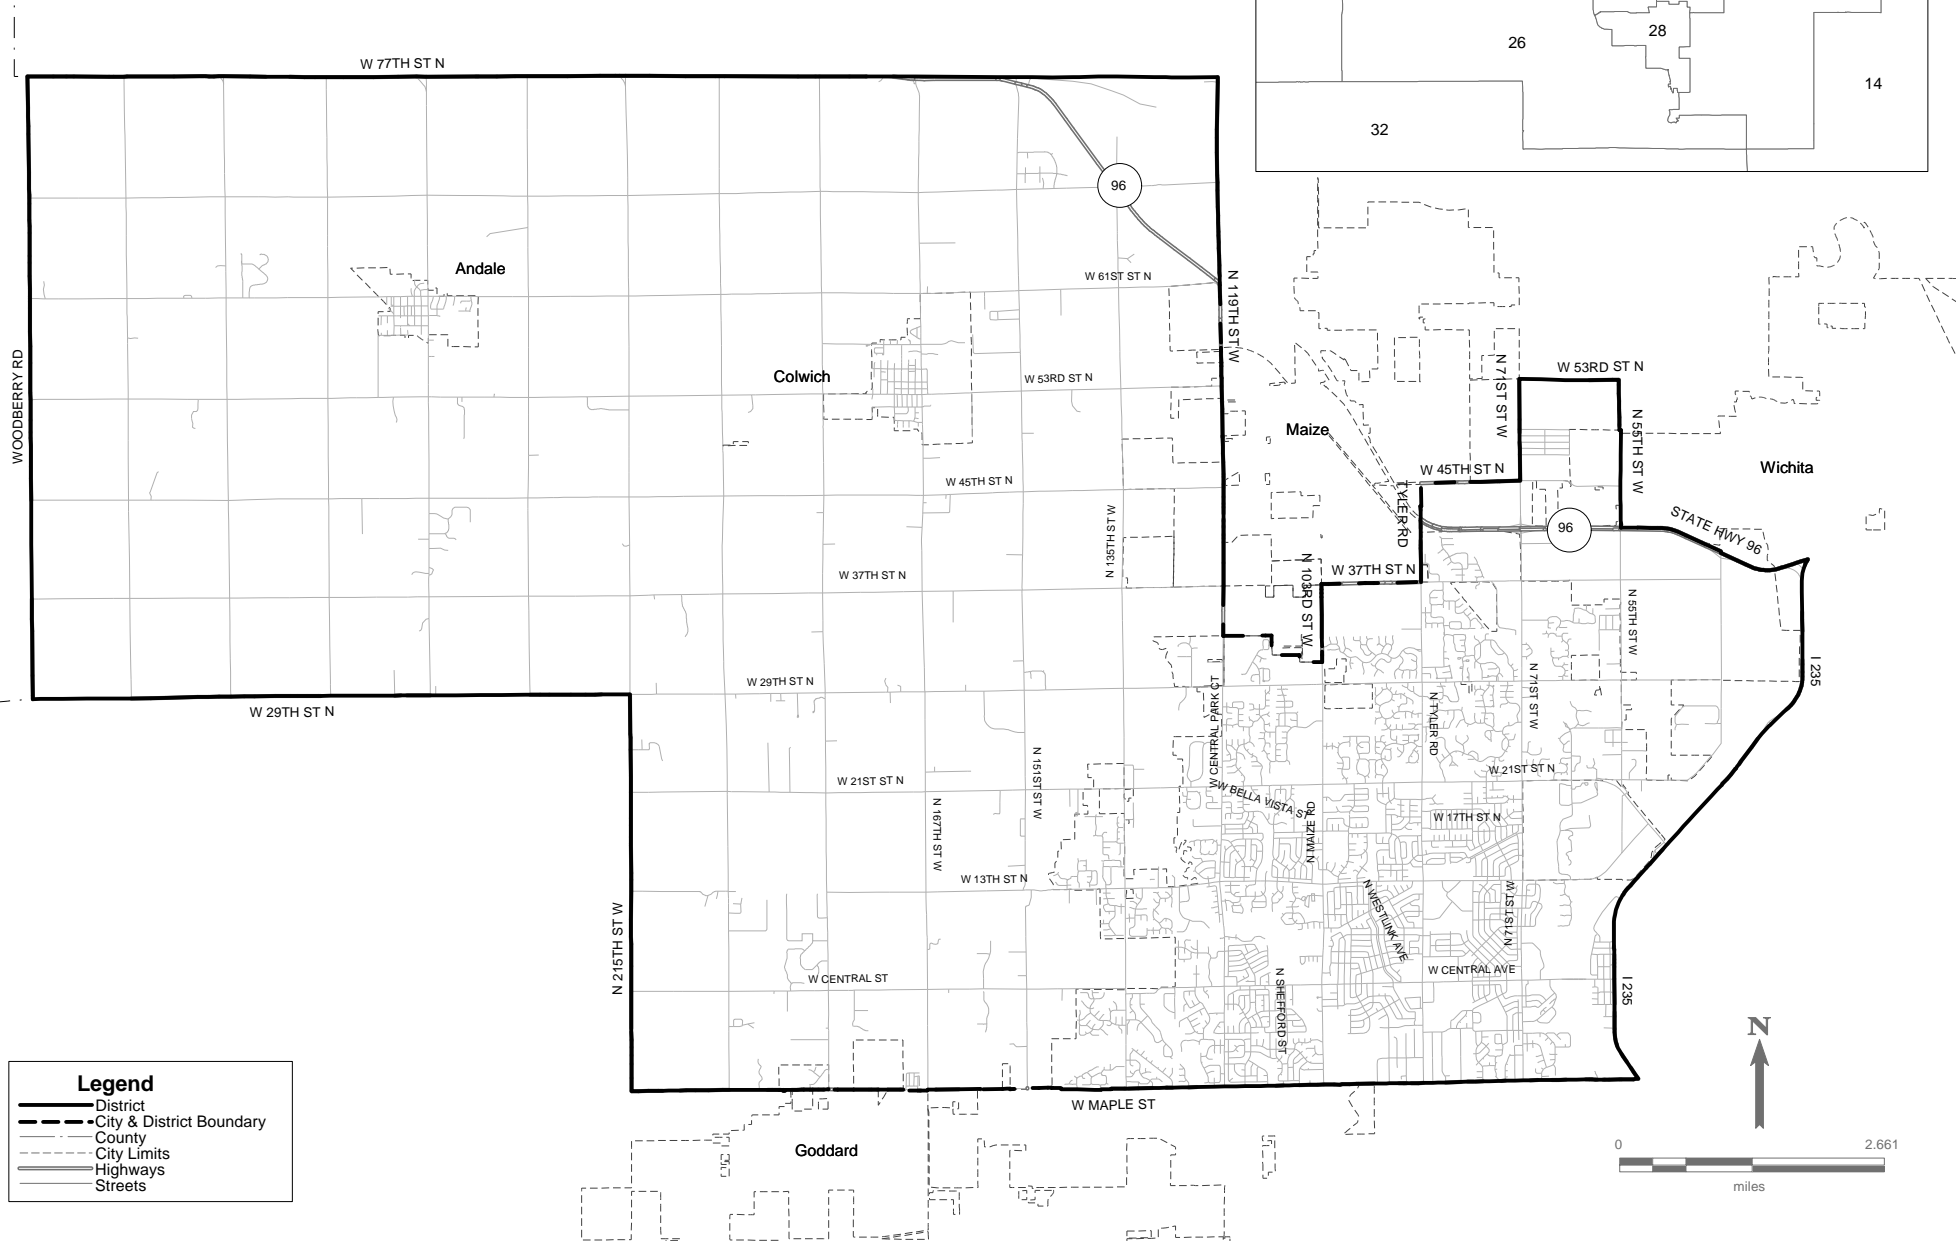 26
28
14
32
W 77TH ST N
96
Andale
W 61ST ST N
N 119TH ST W
WOODBERRY RD
Colwich
W 53RD ST N
N 71ST ST W
W 53RD ST N
Maize
N 55TH ST W
Wichita
W 45TH ST N
W 45TH ST N
TYLER RD
96
STATE HWY 96
N 135TH ST W
W 37TH ST N
N 103RD ST W
W 37TH ST N
N 55TH ST W
I 235
W 29TH ST N
W 29TH ST N
W CENTRAL PARK CT
N TYLER RD
N 71ST ST W
W 21ST ST N
N 151ST ST W
N 167TH ST W
W BELLA VISTA ST
N MAIZE RD
W 21ST ST N
W 17TH ST N
W 13TH ST N
N WESTLINK AVE
N 71ST ST W
N 215TH ST W
W CENTRAL ST
N SHEFFORD ST
W CENTRAL AVE
I 235
W MAPLE ST
Goddard
N
0 2.661
miles
Legend
District
City & District Boundary
County
City Limits
Highways
Streets